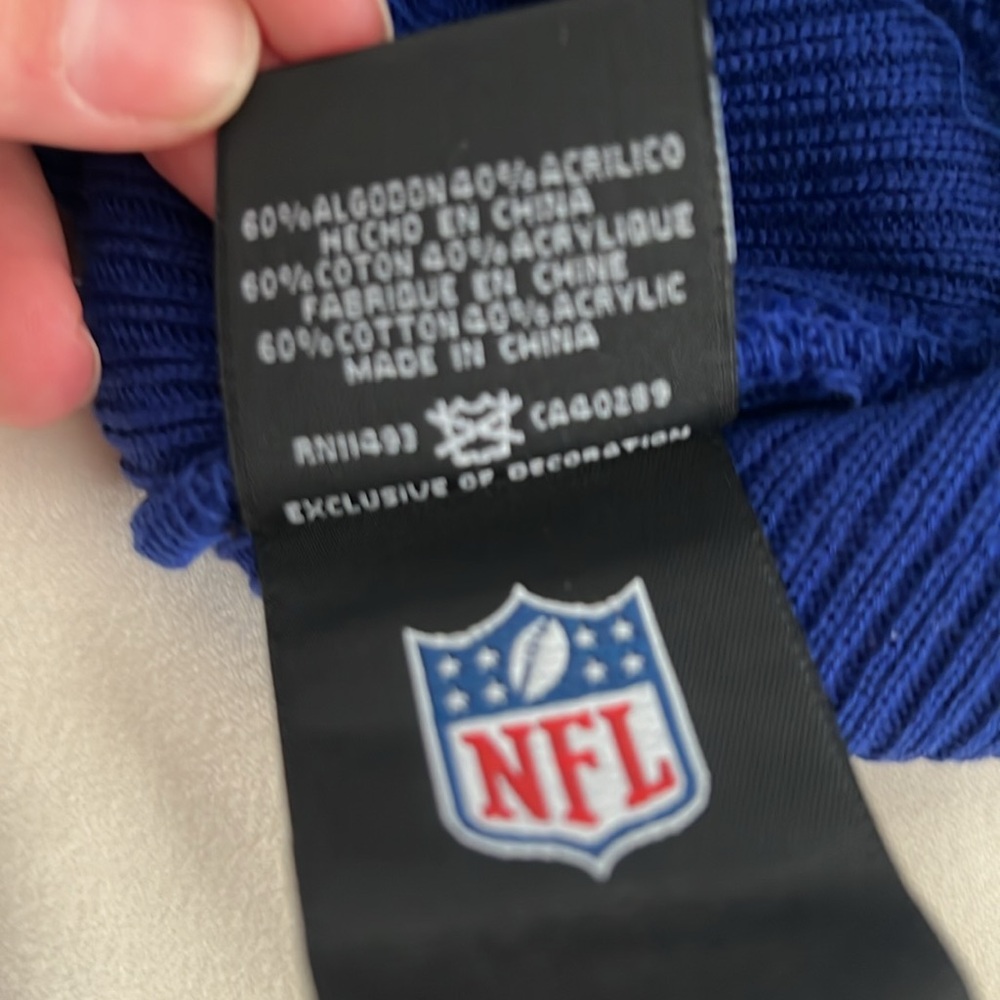 60% ALGODON 40% ACRILICO
HECHO EN CHINA
60% COTON 40% ACRYLIQUE
FABRIQUE EN CHINE
60% COTTON 40% ACRYLIC
MADE IN CHINA
RN11493 CA40289
EXCLUSIVE OF DECORATION
NFL